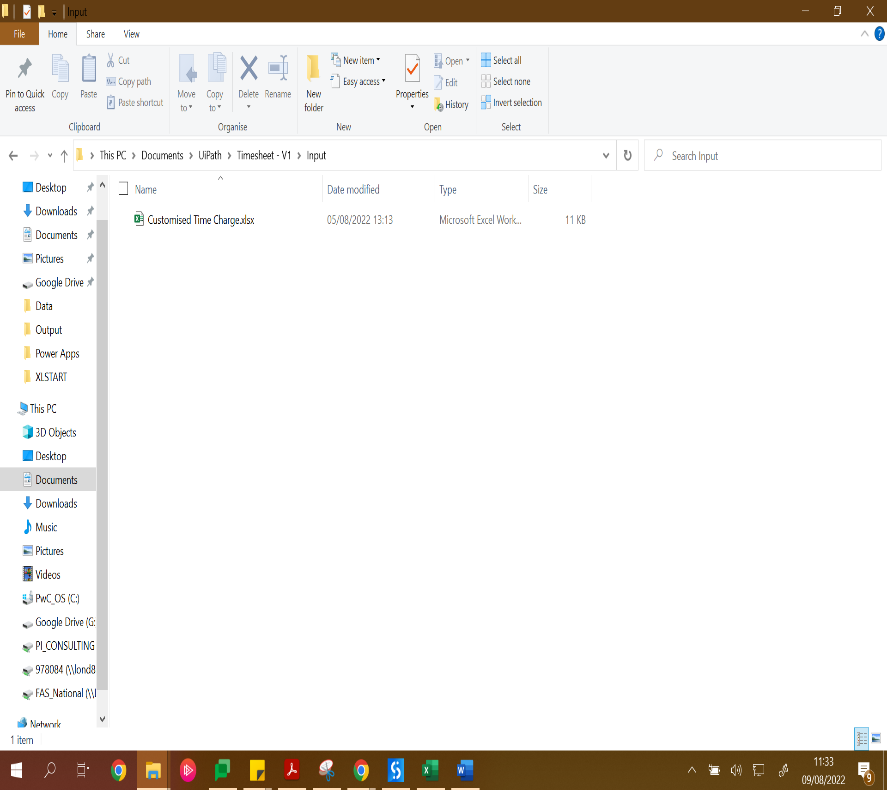 Input
File Home Share View
Pin to Quick access
Copy
Paste
Cut
Copy path
Paste shortcut
Clipboard
Move to
Copy to
Delete
Rename
Organise
New folder
New item
Easy access
New
Properties
Open
Edit
History
Open
Select all
Select none
Invert selection
Select
This PC > Documents > UiPath > Timesheet - V1 > Input
Search Input
Name Date modified Type Size
Customised Time Charge.xlsx 05/08/2022 13:13 Microsoft Excel Work... 11 KB
Desktop
Downloads
Documents
Pictures
Google Drive
Data
Output
Power Apps
XLSTART
This PC
3D Objects
Desktop
Documents
Downloads
Music
Pictures
Videos
PwC_OS (C:)
Google Drive (G:
PI_CONSULTING
978084 (\\lond8
FAS_National (\\
Network
1 item
11:33
09/08/2022
9